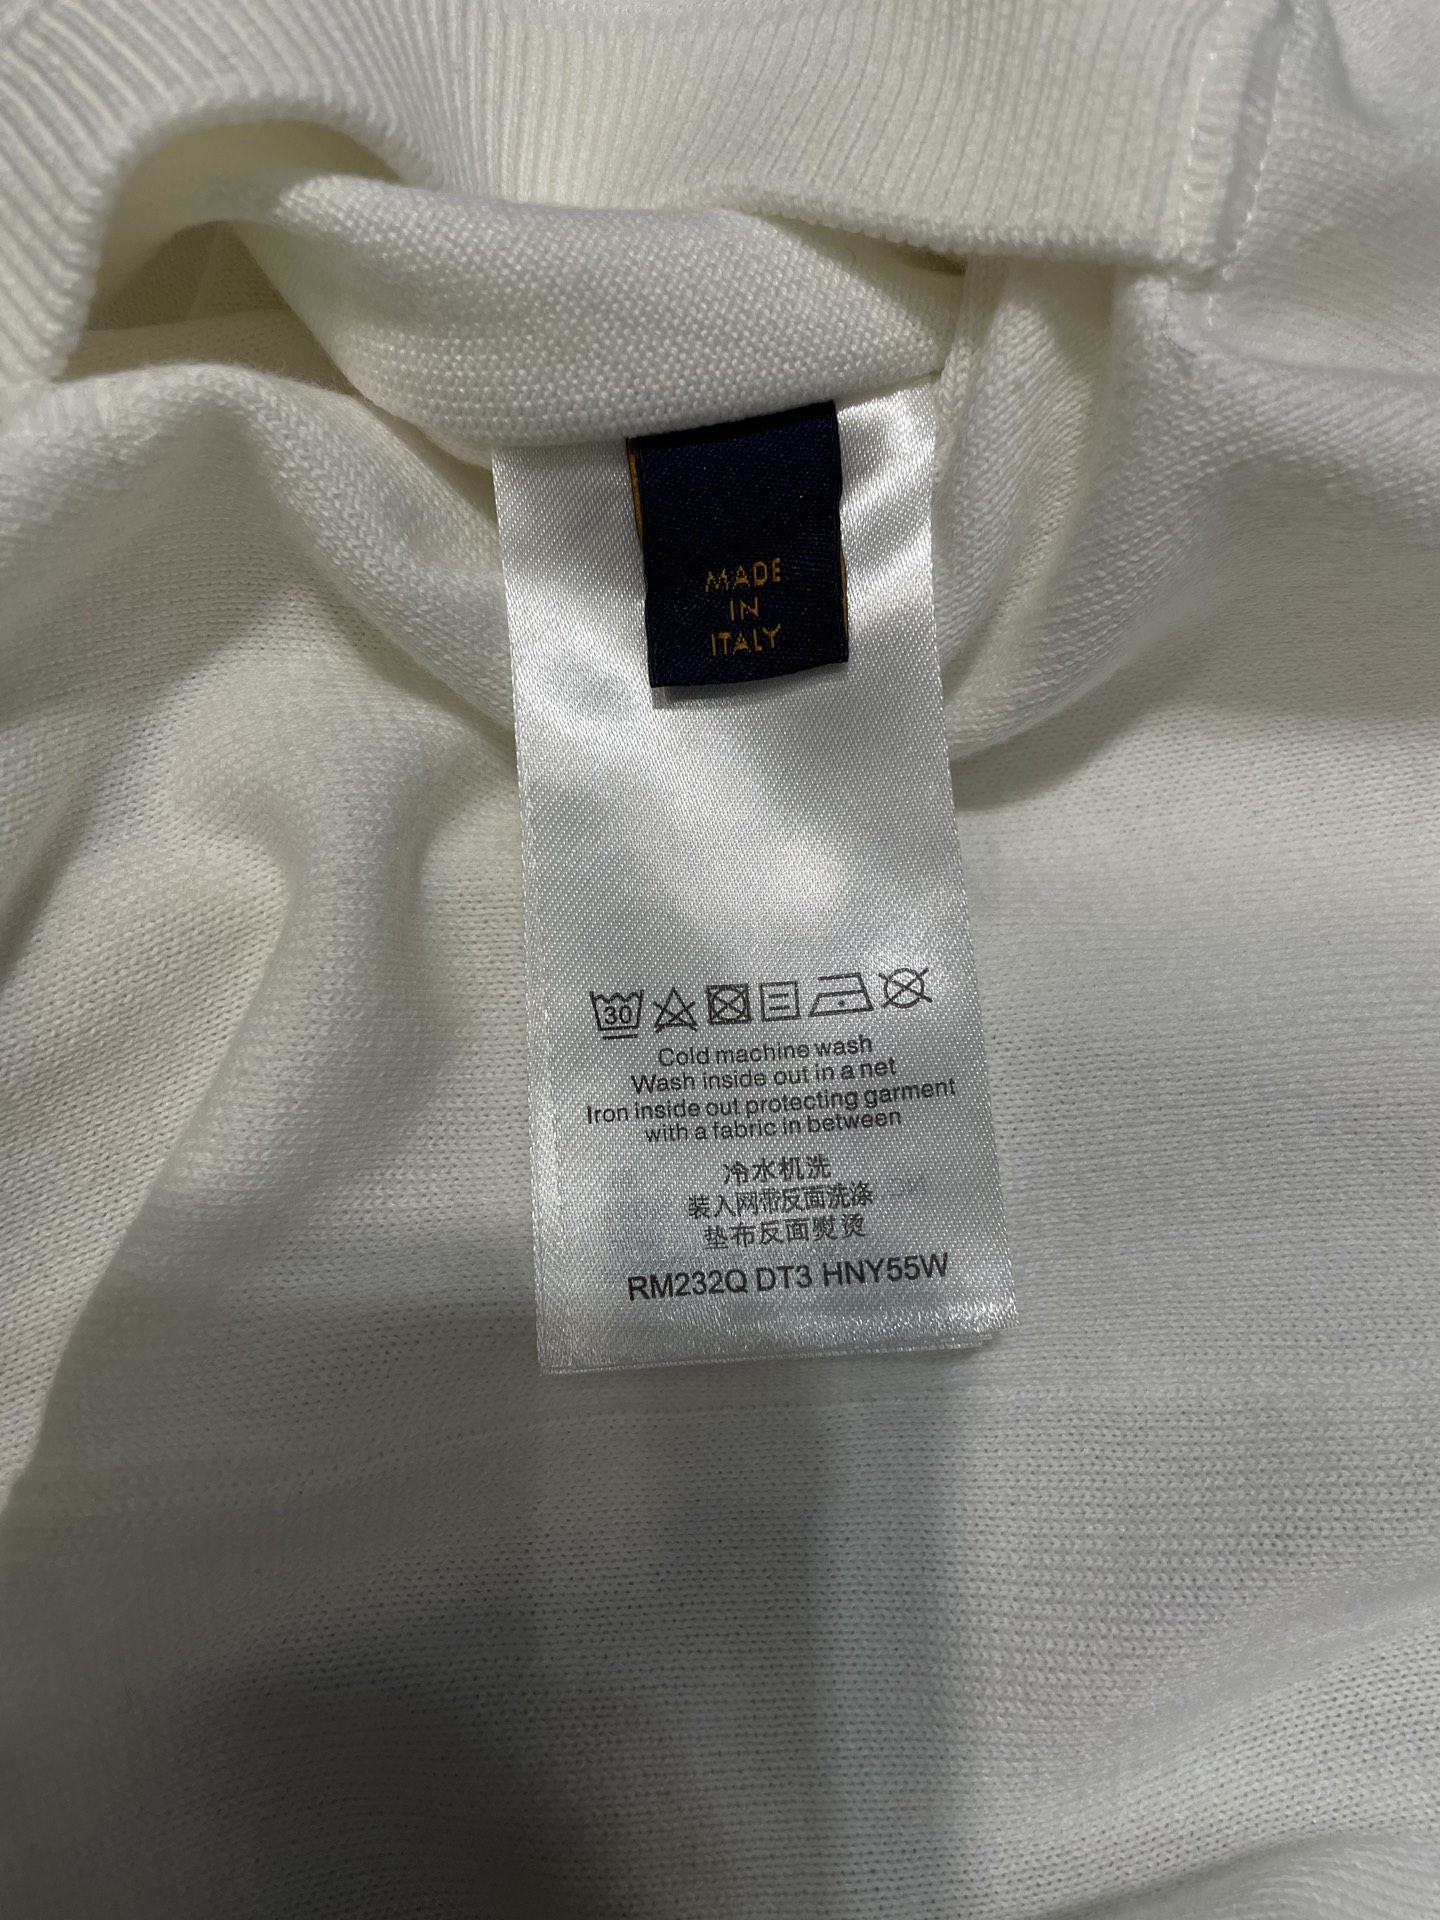 MADE
IN
ITALY
30
Cold machine wash
Wash inside out in a net
Iron inside out protecting garment
with a fabric in between
冷水机洗
装入网带反面洗涤
垫布反面熨烫
RM232Q DT3 HNY55W